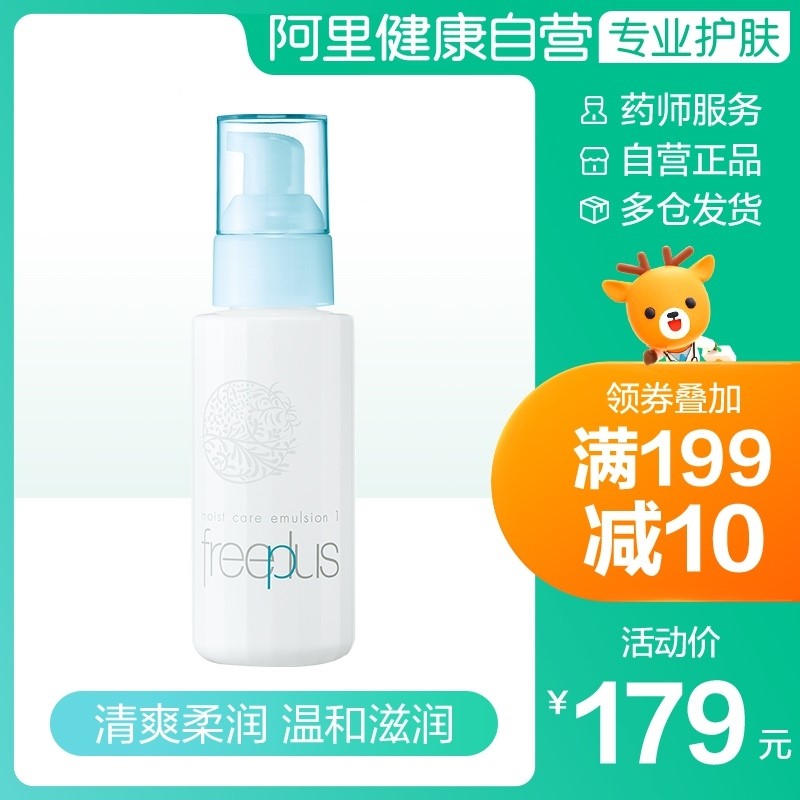 阿里健康自营 专业护肤
药师服务
自营正品
多仓发货
领券叠加
满199
减10
moist care emulsion 1
freeplus
活动价
¥179元
清爽柔润 温和滋润